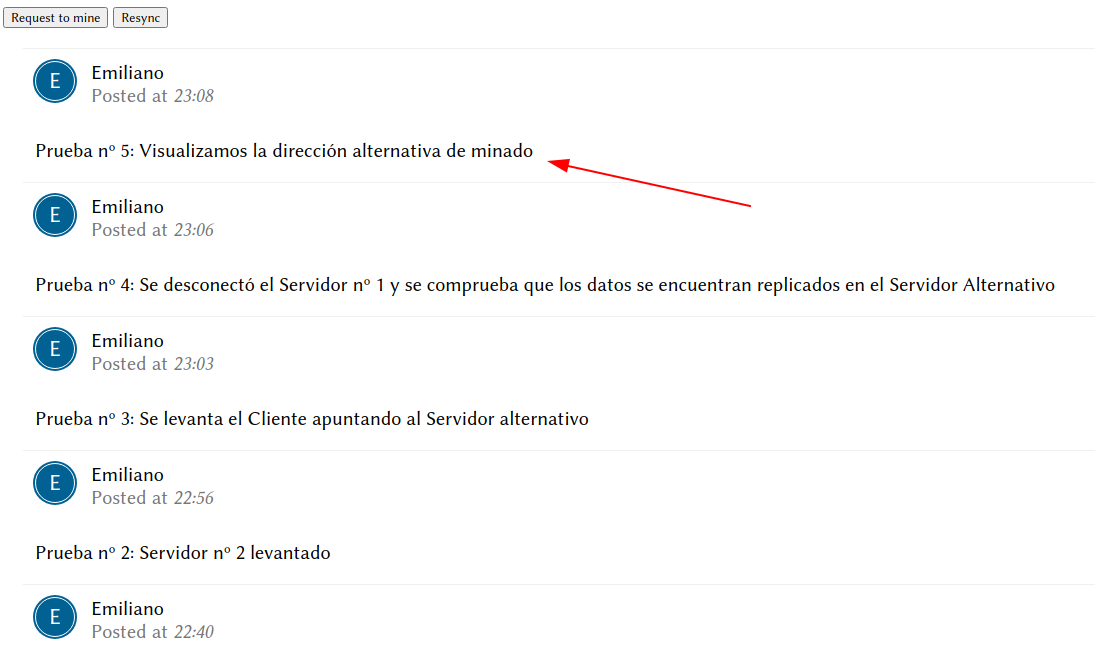 Request to mine Resync
E Emiliano
Posted at 23:08
Prueba nº 5: Visualizamos la dirección alternativa de minado
E Emiliano
Posted at 23:06
Prueba nº 4: Se desconectó el Servidor nº 1 y se comprueba que los datos se encuentran replicados en el Servidor Alternativo
E Emiliano
Posted at 23:03
Prueba nº 3: Se levanta el Cliente apuntando al Servidor alternativo
E Emiliano
Posted at 22:56
Prueba nº 2: Servidor nº 2 levantado
E Emiliano
Posted at 22:40